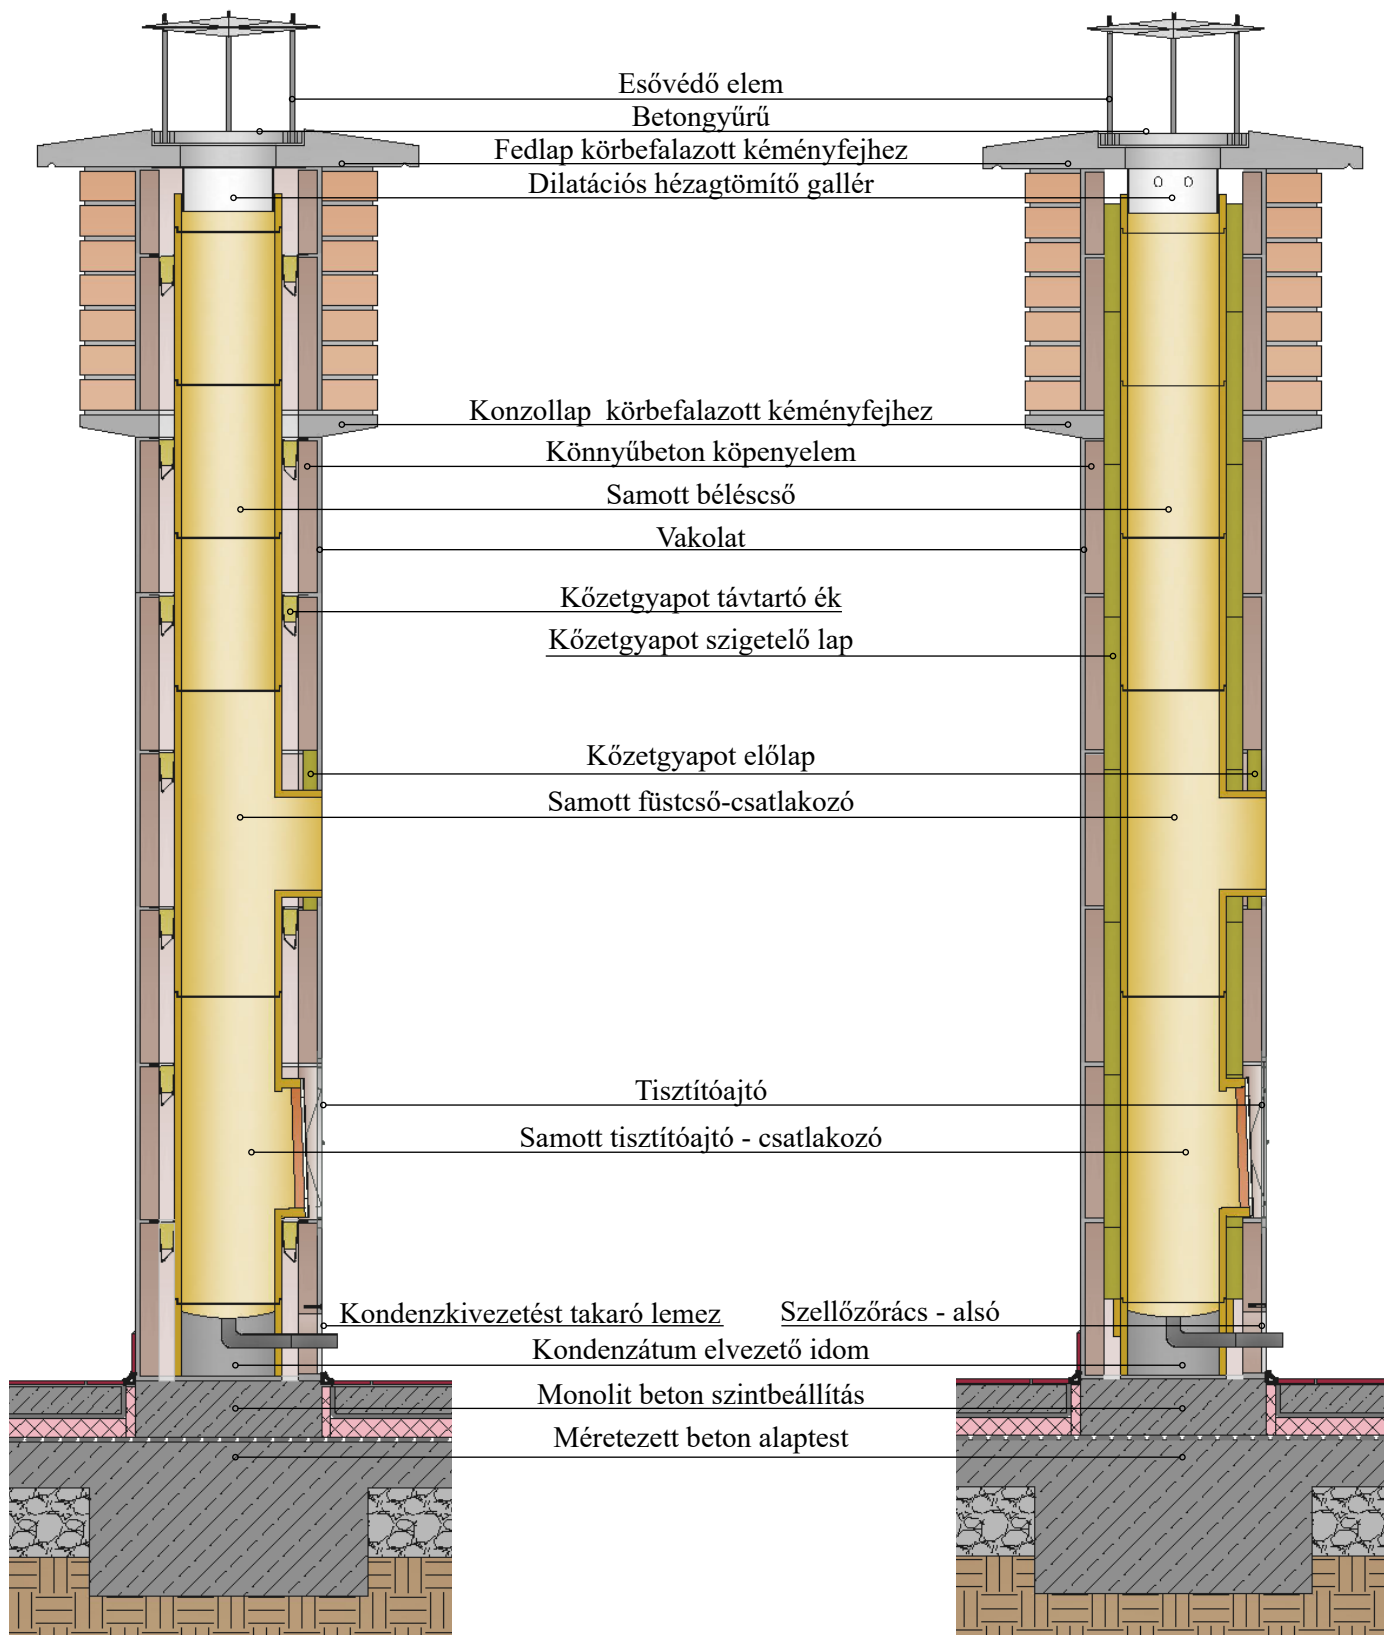 Esővédő elem
Betongyűrű
Fedlap körbefalazott kéményfejhez
Dilatációs hézagtömítő gallér
Konzollap körbefalazott kéményfejhez
Könnyűbeton köpenyelem
Samott béléscső
Vakolat
Kőzetgyapot távtartó ék
Kőzetgyapot szigetelő lap
Kőzetgyapot előlap
Samott füstcső-csatlakozó
Tisztítóajtó
Samott tisztítóajtó - csatlakozó
Kondenzkivezetést takaró lemez Szellőzőrács - alsó
Kondenzátum elvezető idom
Monolit beton szintbeállítás
Méretezett beton alaptest